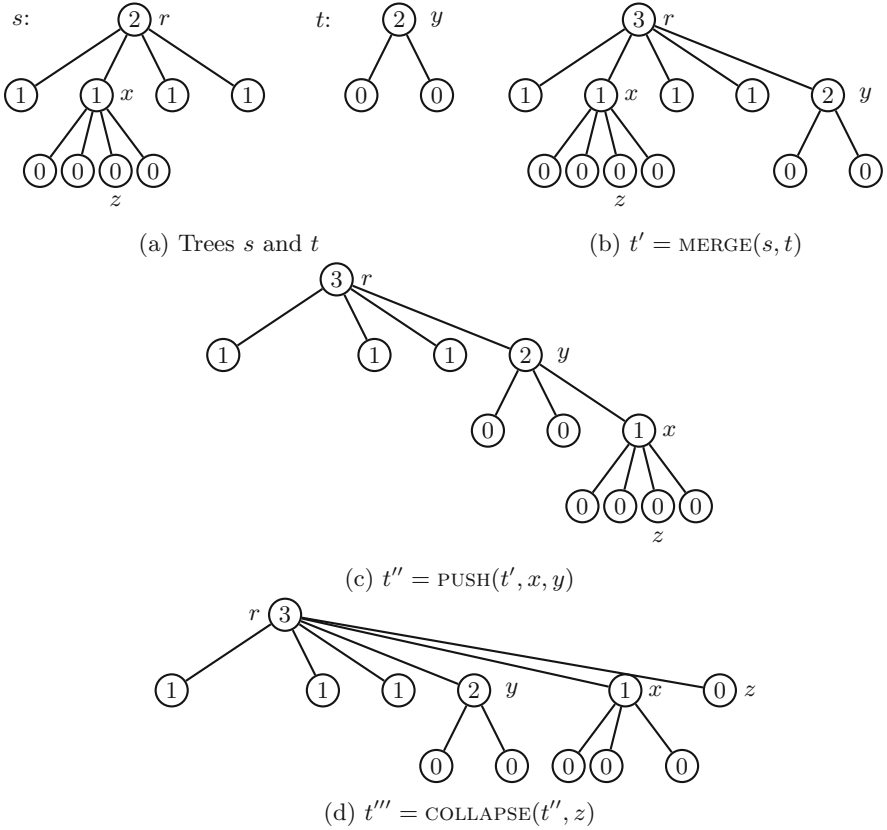 s: 2 r t: 2 y 3 r
1 1 x 1 1 0 0 1 1 x 1 1 2 y
0 0 0 0 0 0 0 0 0 0
z z
(a) Trees s and t (b) t′ = MERGE(s, t)
3 r
1 1 1 2 y
0 0 1 x
0 0 0 0
z
(c) t″ = PUSH(t′, x, y)
r 3
1 1 1 2 y 1 x 0 z
0 0 0 0 0
(d) t‴ = COLLAPSE(t″, z)